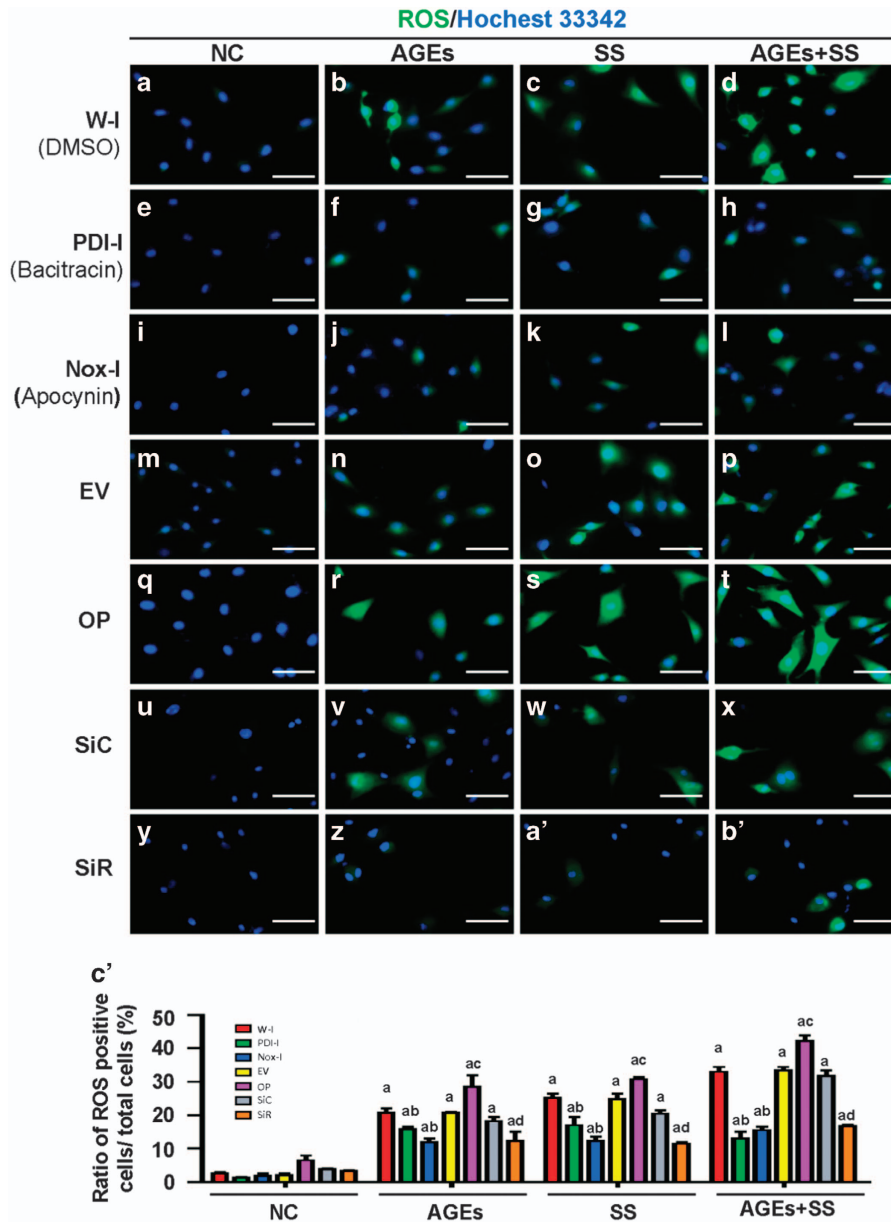 ROS/Hochest 33342
NC AGEs SS AGEs+SS
W-I
(DMSO)
a b c d
PDI-I
(Bacitracin)
e f g h
Nox-I
(Apocynin)
i j k l
EV
m n o p
OP
q r s t
SiC
u v w x
SiR
y z a' b'
c'
Ratio of ROS positive
cells/ total cells (%)
50
40
30
20
10
0
W-I
PDI-I
Nox-I
EV
OP
SiC
SiR
a ab ab a ac a ad
a ab ab a ac a ad
a ab ab a ac a ad
NC AGEs SS AGEs+SS